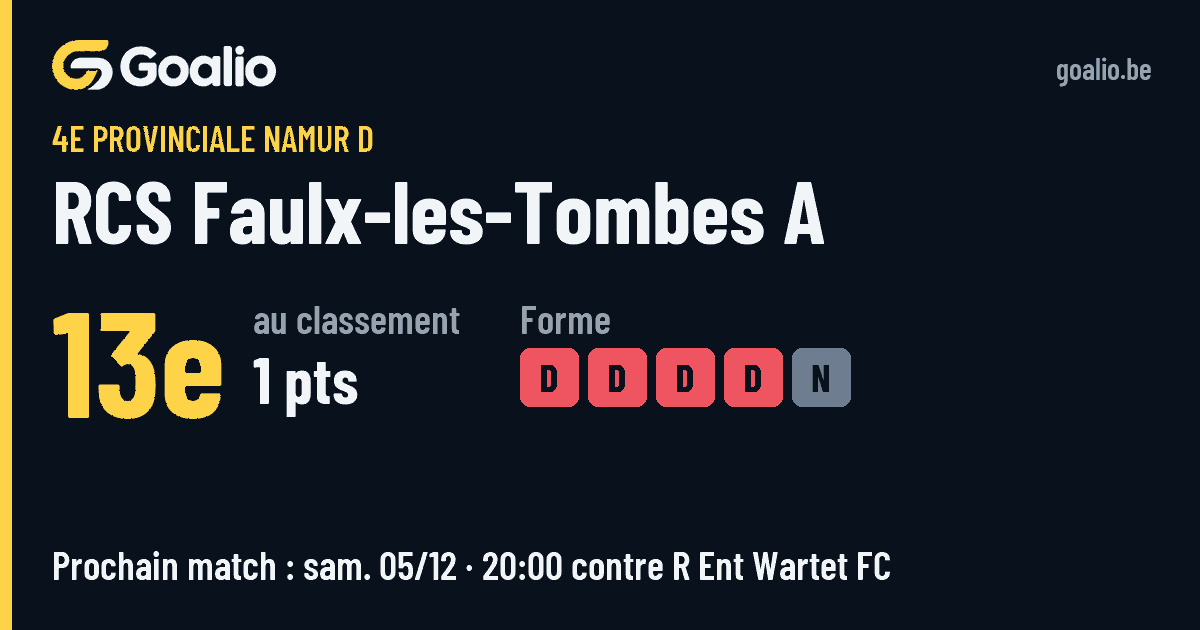 Goalio
goalio.be
4E PROVINCIALE NAMUR D
RCS Faulx-les-Tombes A
13e
au classement
1 pts
Forme
D D D D N
Prochain match : sam. 05/12 · 20:00 contre R Ent Wartet FC